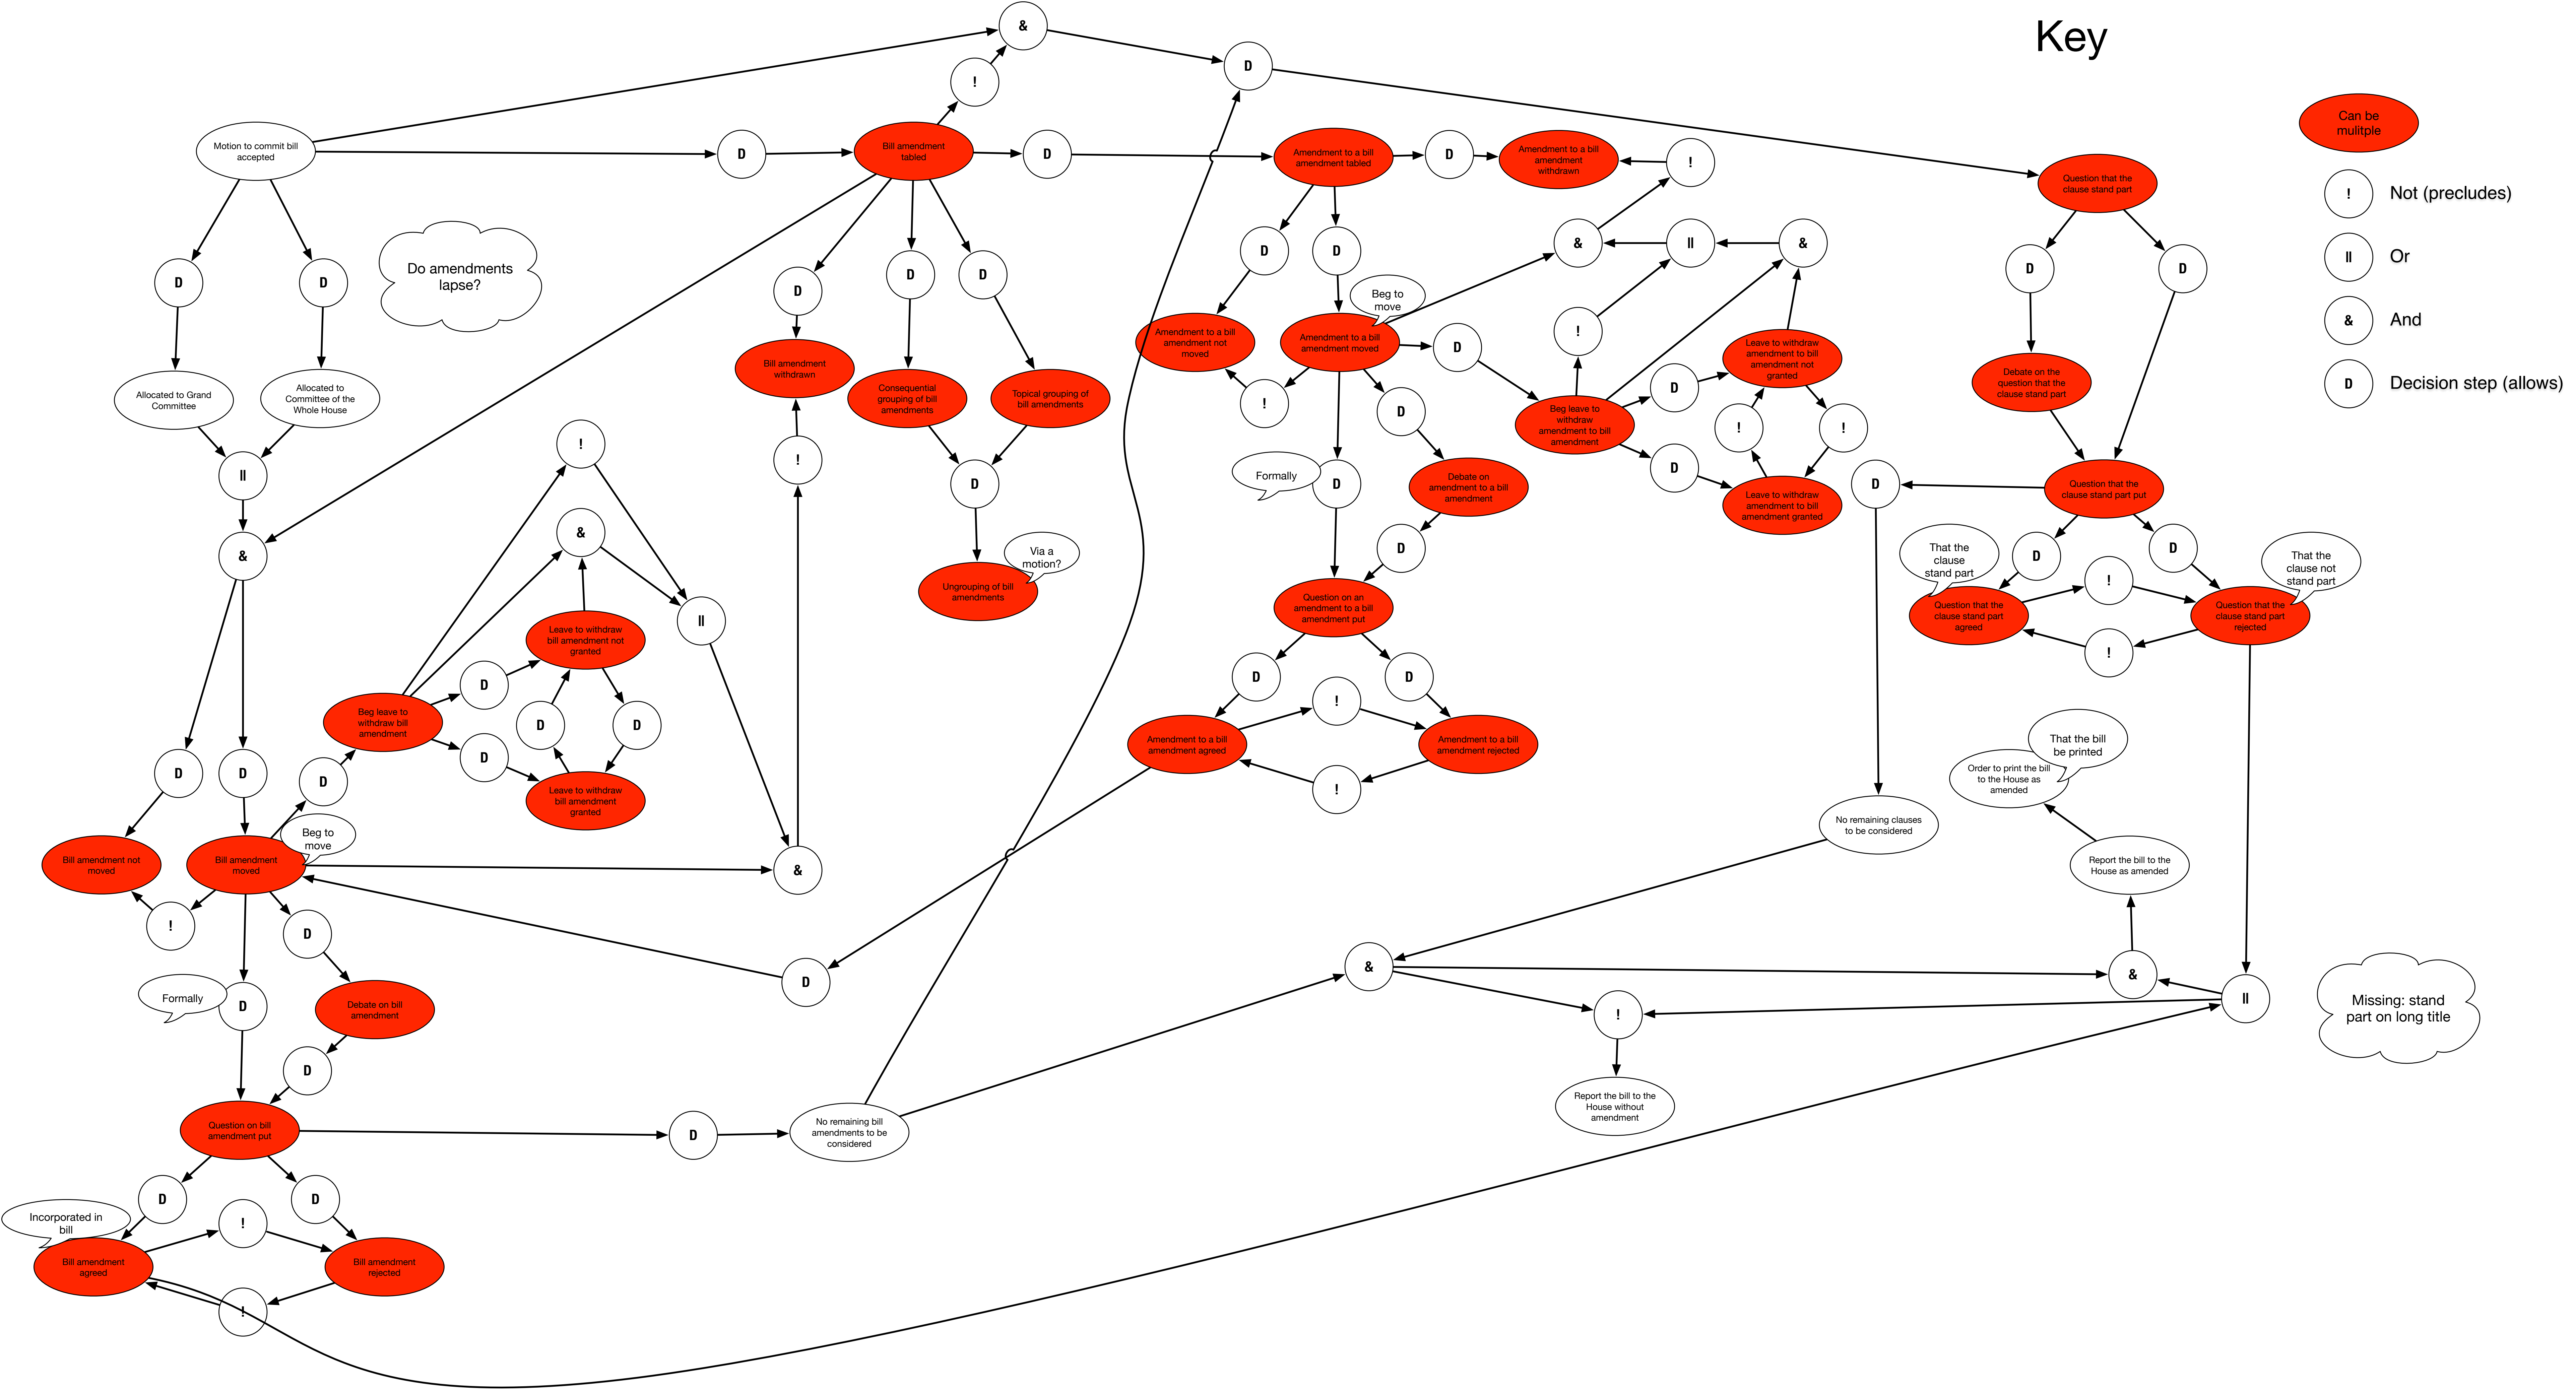 Key
&
D
!
Can be
mulitple
Motion to commit bill
accepted
D
Bill amendment
tabled
D
Amendment to a bill
amendment tabled
D
Amendment to a bill
amendment
withdrawn
!
Question that the
clause stand part
!
Not (precludes)
||
Or
&
And
D
Decision step (allows)
D
D
Do amendments
lapse?
D
D
D
D
D
&
||
&
D
D
Allocated to Grand
Committee
Allocated to
Committee of the
Whole House
Bill amendment
withdrawn
Consequential
grouping of bill
amendments
Topical grouping of
bill amendments
Amendment to a bill
amendment not
moved
Beg to
move
Amendment to a bill
amendment moved
D
!
Leave to withdraw
amendment to bill
amendment not
granted
Debate on the
question that the
clause stand part
!
D
D
Beg leave to
withdraw
amendment to bill
amendment
!
!
D
Leave to withdraw
amendment to bill
amendment granted
||
!
!
D
Formally
D
Debate on
amendment to a bill
amendment
D
Question that the
clause stand part put
&
&
Via a
motion?
Ungrouping of bill
amendments
D
That the
clause
stand part
D
D
That the
clause not
stand part
!
Question that the
clause stand part
agreed
Question that the
clause stand part
rejected
!
Question on an
amendment to a bill
amendment put
||
Leave to withdraw
bill amendment not
granted
D
D
D
Beg leave to
withdraw bill
amendment
D
D
D
Leave to withdraw
bill amendment
granted
!
Amendment to a bill
amendment agreed
Amendment to a bill
amendment rejected
!
That the bill
be printed
Order to print the bill
to the House as
amended
D
D
D
Beg to
move
Bill amendment not
moved
Bill amendment
moved
&
No remaining clauses
to be considered
Report the bill to the
House as amended
!
D
Formally
D
Debate on bill
amendment
D
&
&
||
!
Missing: stand
part on long title
D
Question on bill
amendment put
D
No remaining bill
amendments to be
considered
Report the bill to the
House without
amendment
D
D
Incorporated in
bill
!
Bill amendment
agreed
Bill amendment
rejected
!